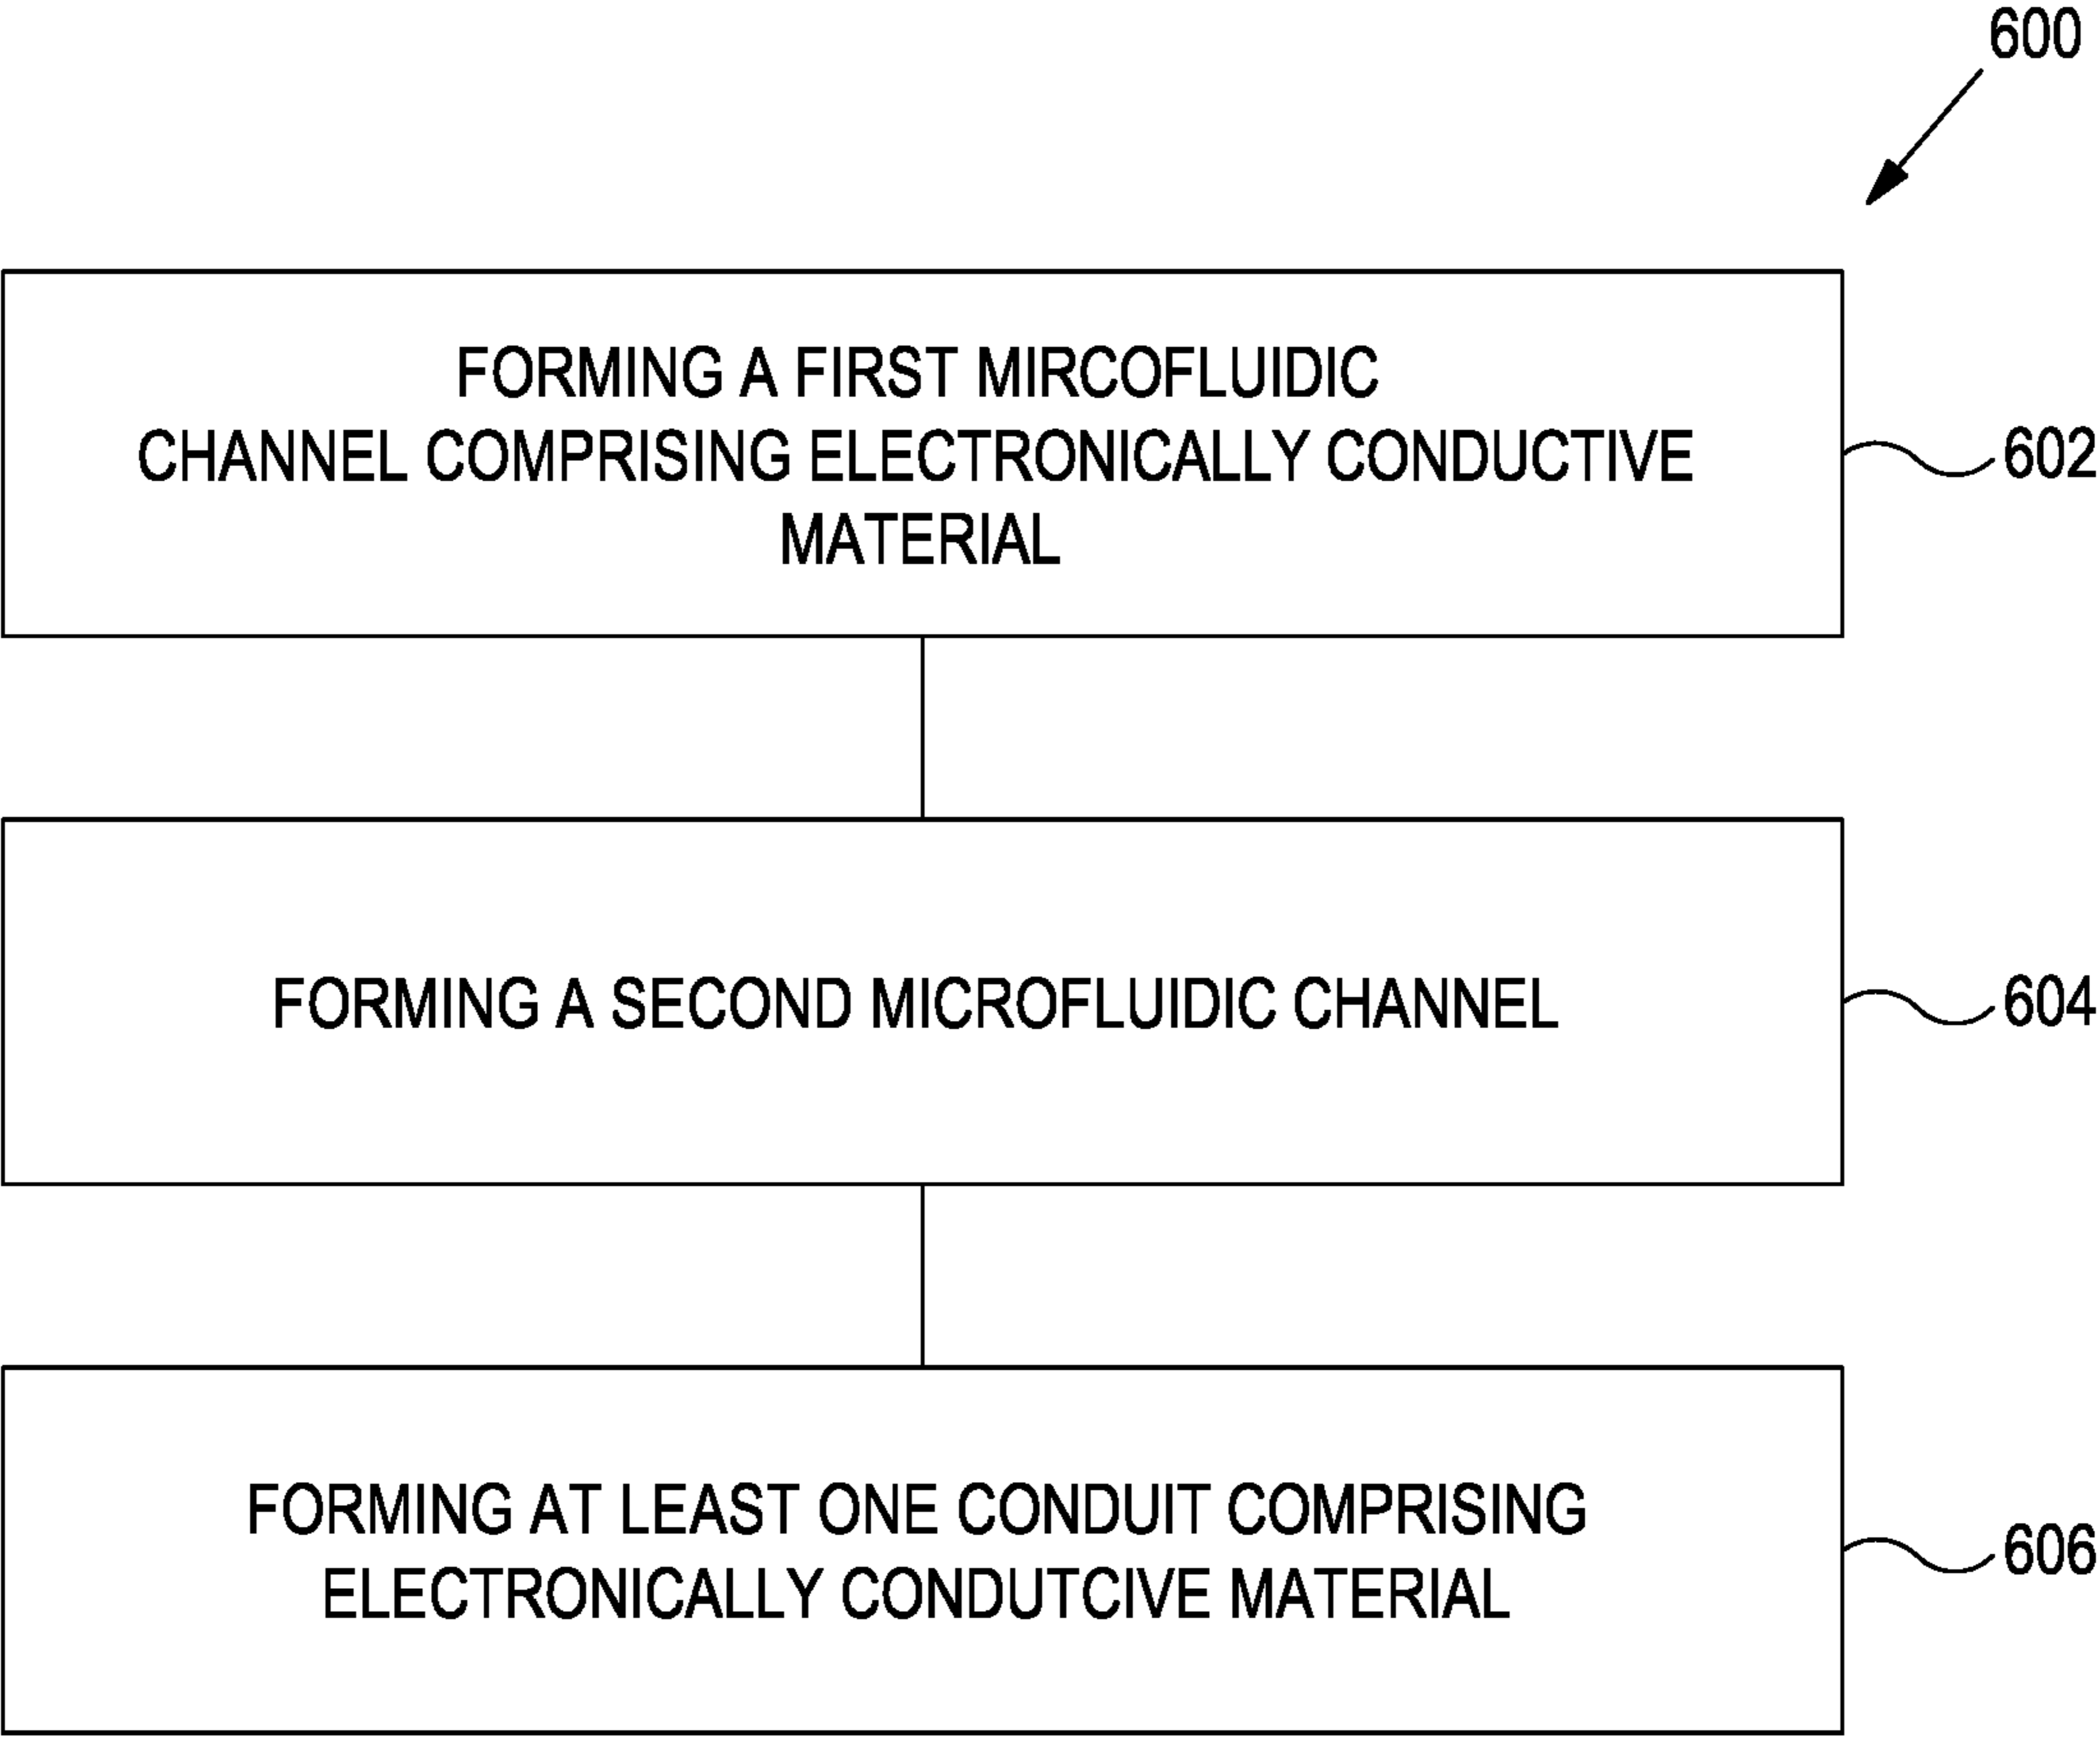 600
FORMING A FIRST MIRCOFLUIDIC
CHANNEL COMPRISING ELECTRONICALLY CONDUCTIVE
MATERIAL
602
FORMING A SECOND MICROFLUIDIC CHANNEL
604
FORMING AT LEAST ONE CONDUIT COMPRISING
ELECTRONICALLY CONDUTCIVE MATERIAL
606